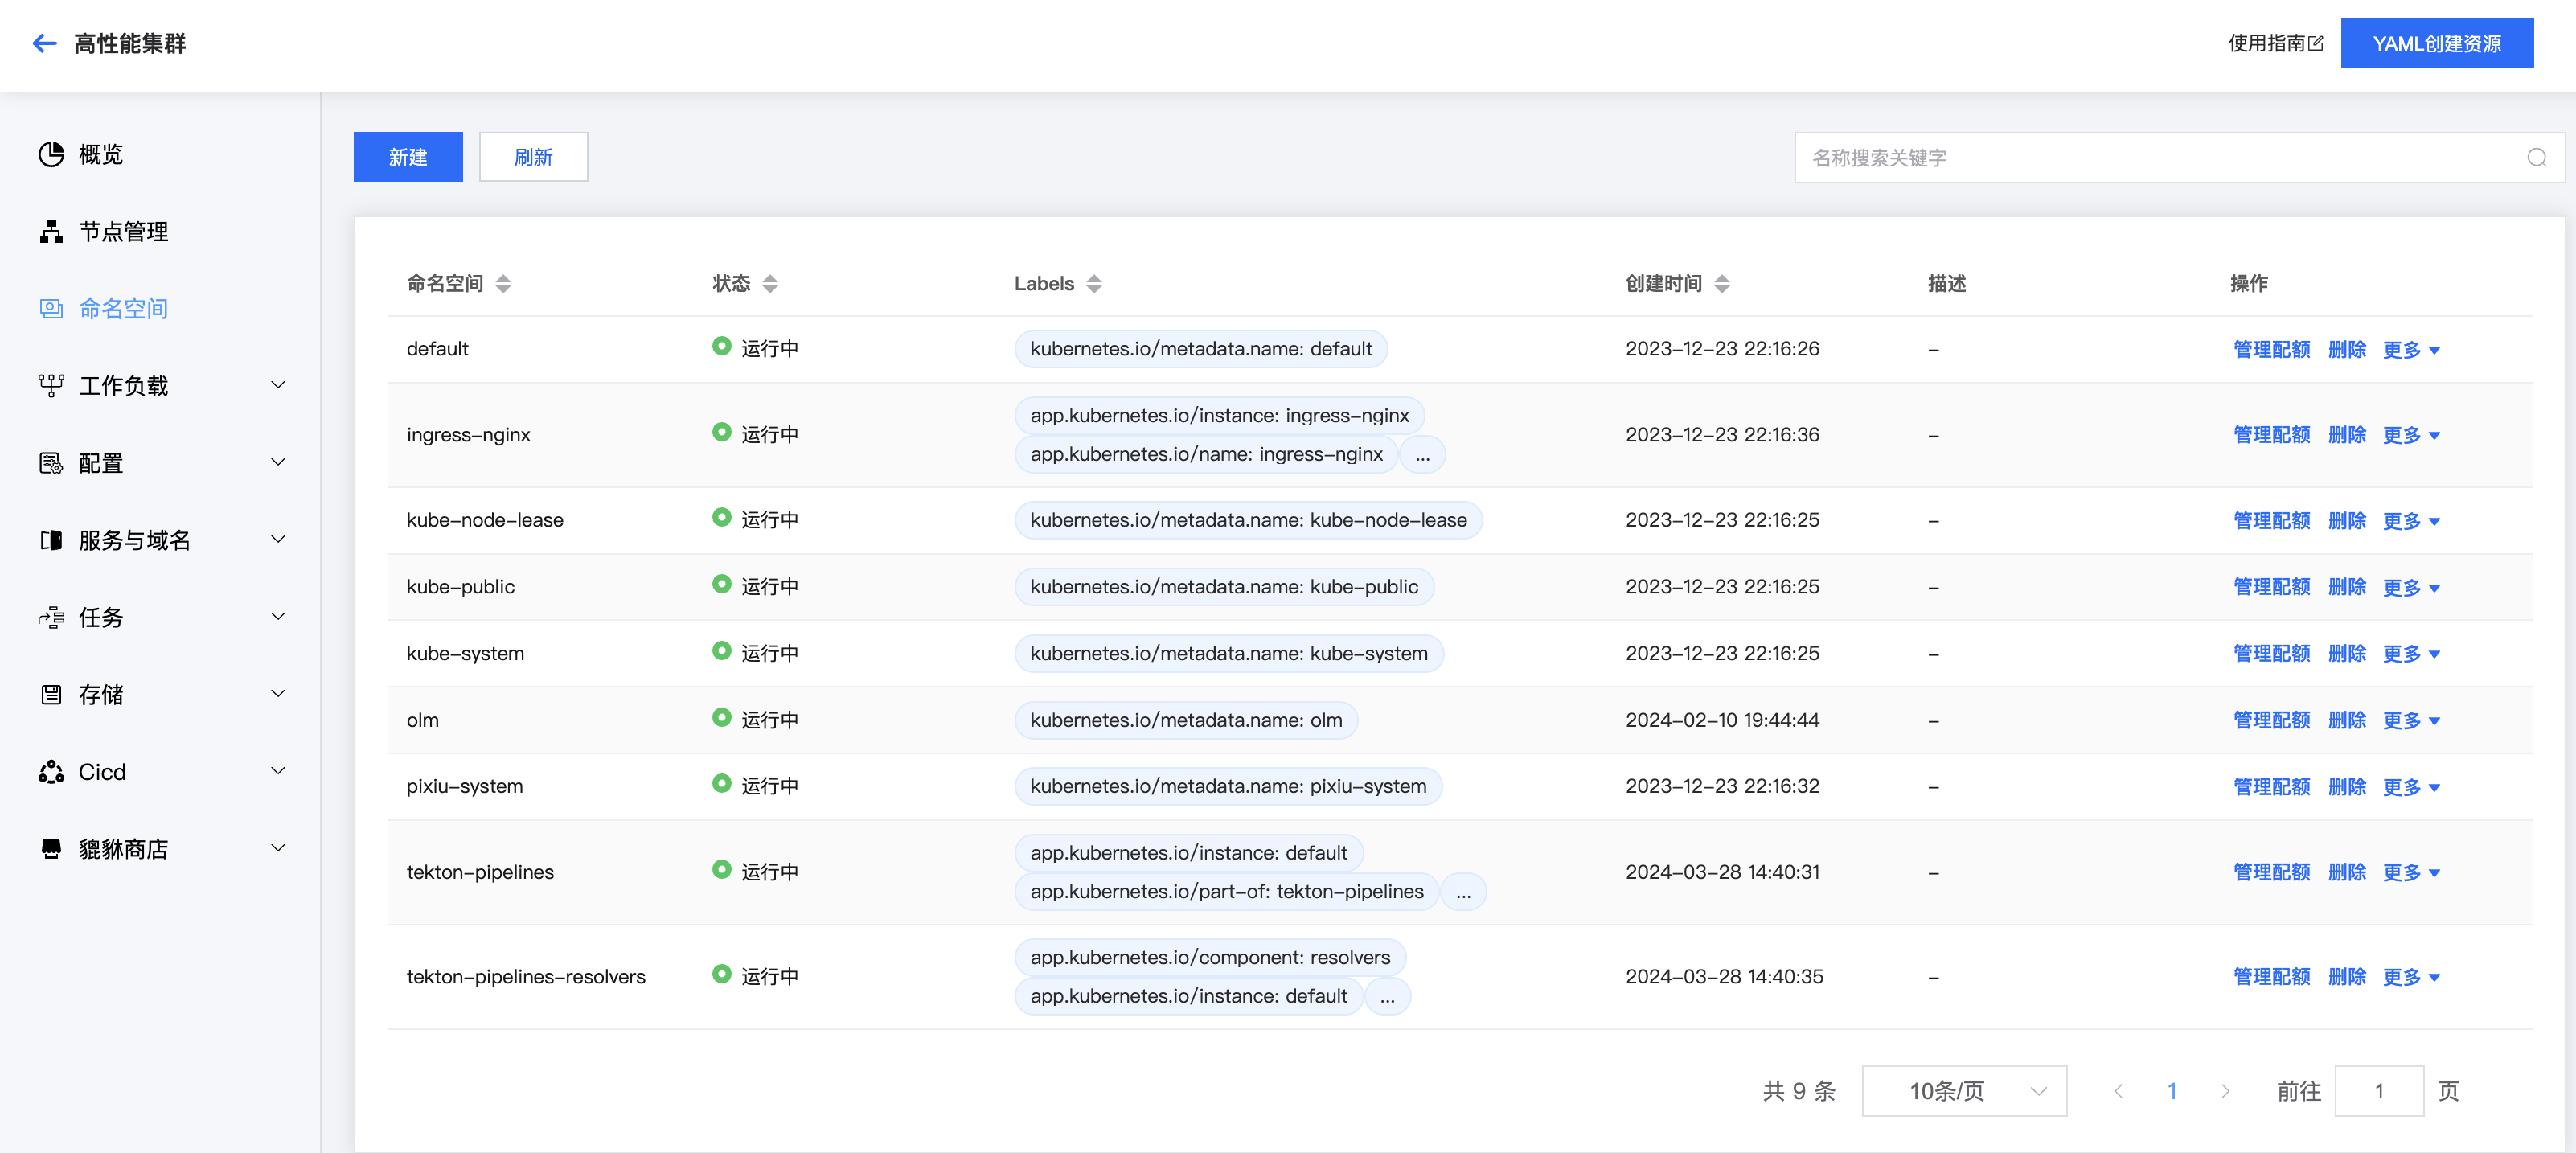 高性能集群
使用指南
YAML创建资源
概览
节点管理
命名空间
工作负载
配置
服务与域名
任务
存储
Cicd
貔貅商店
新建 刷新
名称搜索关键字
命名空间 状态 Labels 创建时间 描述 操作
default 运行中 kubernetes.io/metadata.name: default 2023-12-23 22:16:26 - 管理配额 删除 更多
ingress-nginx 运行中 app.kubernetes.io/instance: ingress-nginx 2023-12-23 22:16:36 - 管理配额 删除 更多
app.kubernetes.io/name: ingress-nginx ...
kube-node-lease 运行中 kubernetes.io/metadata.name: kube-node-lease 2023-12-23 22:16:25 - 管理配额 删除 更多
kube-public 运行中 kubernetes.io/metadata.name: kube-public 2023-12-23 22:16:25 - 管理配额 删除 更多
kube-system 运行中 kubernetes.io/metadata.name: kube-system 2023-12-23 22:16:25 - 管理配额 删除 更多
olm 运行中 kubernetes.io/metadata.name: olm 2024-02-10 19:44:44 - 管理配额 删除 更多
pixiu-system 运行中 kubernetes.io/metadata.name: pixiu-system 2023-12-23 22:16:32 - 管理配额 删除 更多
tekton-pipelines 运行中 app.kubernetes.io/instance: default 2024-03-28 14:40:31 - 管理配额 删除 更多
app.kubernetes.io/part-of: tekton-pipelines ...
tekton-pipelines-resolvers 运行中 app.kubernetes.io/component: resolvers 2024-03-28 14:40:35 - 管理配额 删除 更多
app.kubernetes.io/instance: default ...
共 9 条 10条/页 1 前往 1 页